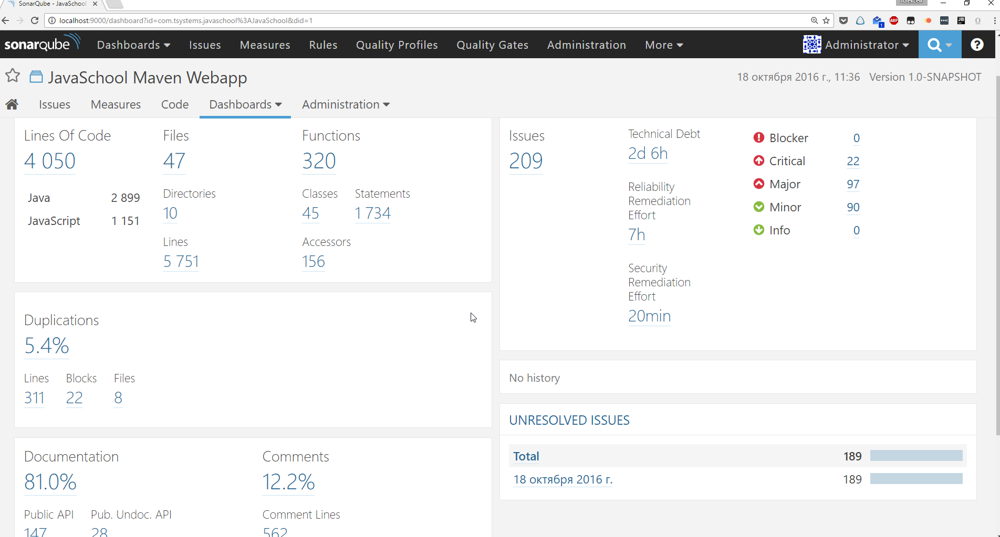 SonarQube - JavaSchool
localhost:9000/dashboard?id=com.tsystems.javaschool%3AJavaSchool&did=1
1 ABP JB
sonarqube Dashboards Issues Measures Rules Quality Profiles Quality Gates Administration More Administrator ?
JavaSchool Maven Webapp
18 октября 2016 г., 11:36 Version 1.0-SNAPSHOT
Issues Measures Code Dashboards Administration
Lines Of Code
4 050
Java 2 899
JavaScript 1 151
Files
47
Directories
10
Lines
5 751
Functions
320
Classes
45
Statements
1 734
Accessors
156
Duplications
5.4%
Lines
311
Blocks
22
Files
8
Documentation
81.0%
Public API
147
Pub. Undoc. API
28
Comments
12.2%
Comment Lines
562
Issues
209
Technical Debt
2d 6h
Reliability
Remediation
Effort
7h
Security
Remediation
Effort
20min
Blocker 0
Critical 22
Major 97
Minor 90
Info 0
No history
UNRESOLVED ISSUES
Total 189
18 октября 2016 г. 189